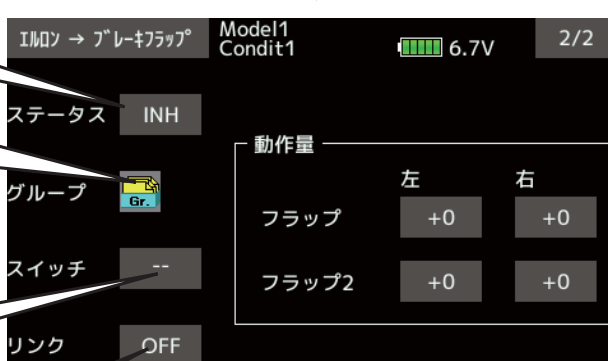 ｴﾙﾛﾝ → ﾌﾞﾚｰｷﾌﾗｯﾌﾟ
Model1
Condit1
6.7V
2/2
ステータス
INH
グループ
Gr.
スイッチ
--
リンク
OFF
動作量
左
右
フラップ
+0
+0
フラップ2
+0
+0